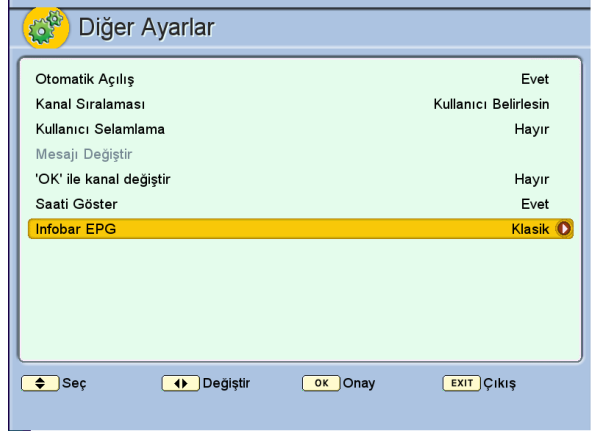 Diğer Ayarlar
Otomatik Açılış Evet
Kanal Sıralaması Kullanıcı Belirlesin
Kullanıcı Selamlama Hayır
Mesajı Değiştir
'OK' ile kanal değiştir Hayır
Saati Göster Evet
Infobar EPG Klasik
Seç Değiştir OK Onay EXIT Çıkış